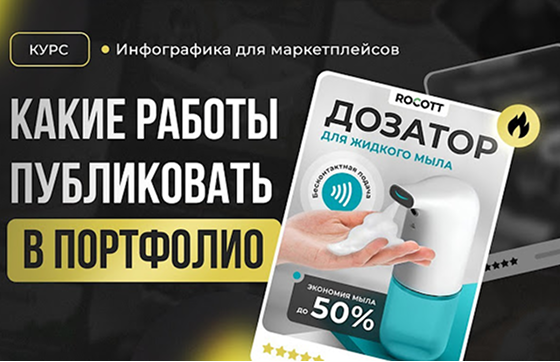 КУРС
Инфографика для маркетплейсов
КАКИЕ РАБОТЫ
ПУБЛИКОВАТЬ
В ПОРТФОЛИО
ROCOTT
ДОЗАТОР
ДЛЯ ЖИДКОГО МЫЛА
Бесконтактная подача
ЭКОНОМИЯ МЫЛА
ДО 50%